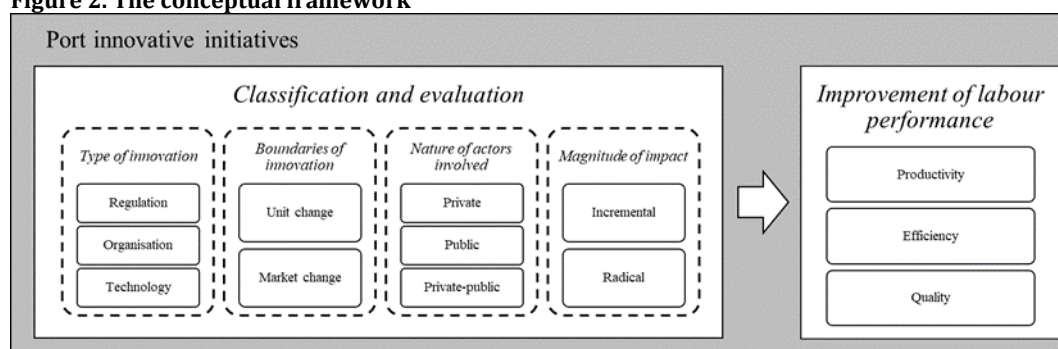 Figure 2. The conceptual framework
Port innovative initiatives
Classification and evaluation
Type of innovation
Regulation
Organisation
Technology
Boundaries of
innovation
Unit change
Market change
Nature of actors
involved
Private
Public
Private-public
Magnitude of impact
Incremental
Radical
Improvement of labour
performance
Productivity
Efficiency
Quality